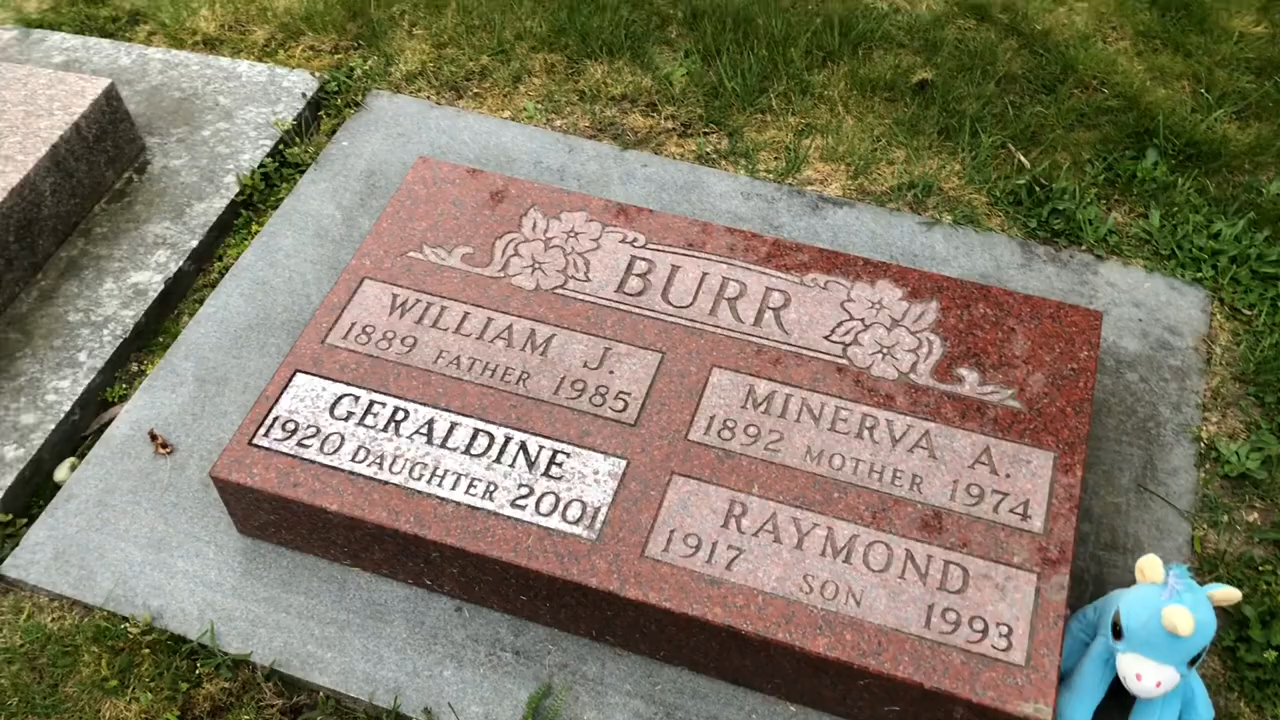 BURR
WILLIAM J.
1889 FATHER 1985
MINERVA A.
1892 MOTHER 1974
GERALDINE
1920 DAUGHTER 2001
RAYMOND
1917 SON 1993